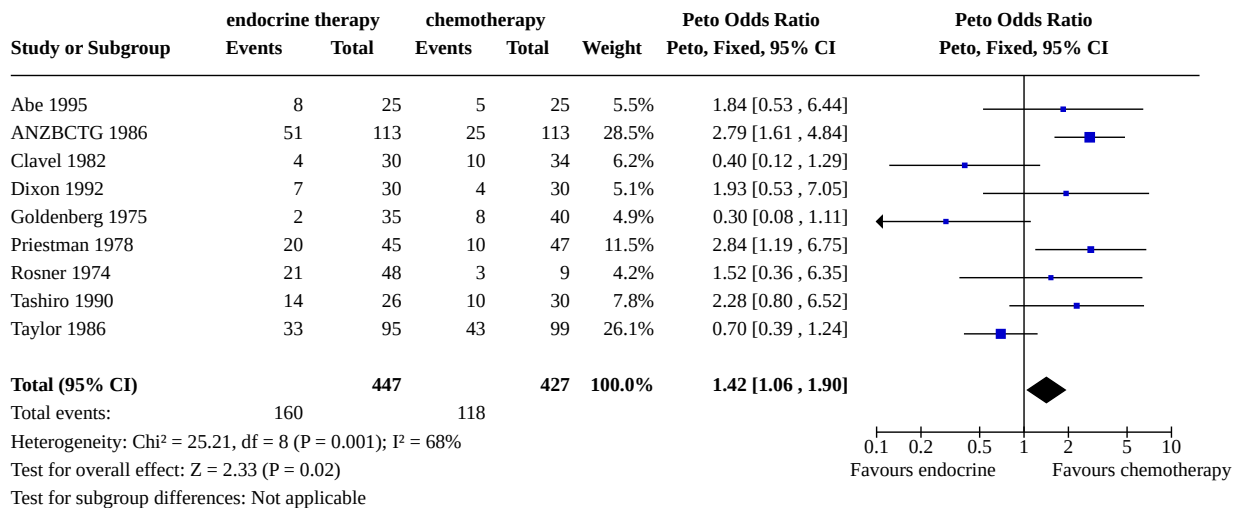 endocrine therapy chemotherapy Peto Odds Ratio Peto Odds Ratio
Study or Subgroup Events Total Events Total Weight Peto, Fixed, 95% CI Peto, Fixed, 95% CI
Abe 1995 8 25 5 25 5.5% 1.84 [0.53 , 6.44]
ANZBCTG 1986 51 113 25 113 28.5% 2.79 [1.61 , 4.84]
Clavel 1982 4 30 10 34 6.2% 0.40 [0.12 , 1.29]
Dixon 1992 7 30 4 30 5.1% 1.93 [0.53 , 7.05]
Goldenberg 1975 2 35 8 40 4.9% 0.30 [0.08 , 1.11]
Priestman 1978 20 45 10 47 11.5% 2.84 [1.19 , 6.75]
Rosner 1974 21 48 3 9 4.2% 1.52 [0.36 , 6.35]
Tashiro 1990 14 26 10 30 7.8% 2.28 [0.80 , 6.52]
Taylor 1986 33 95 43 99 26.1% 0.70 [0.39 , 1.24]
Total (95% CI) 447 427 100.0% 1.42 [1.06 , 1.90]
Total events: 160 118
Heterogeneity: Chi² = 25.21, df = 8 (P = 0.001); I² = 68%
0.1 0.2 0.5 1 2 5 10
Test for overall effect: Z = 2.33 (P = 0.02)
Favours endocrine Favours chemotherapy
Test for subgroup differences: Not applicable